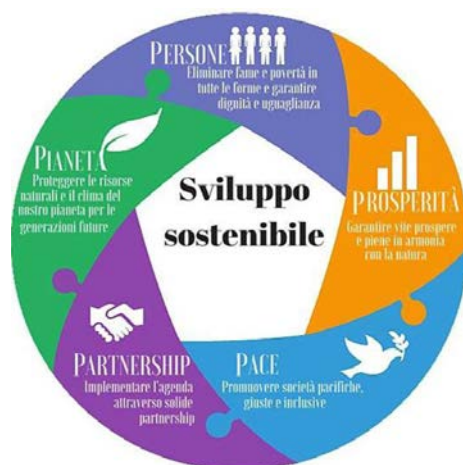 PERSONE
Eliminare fame e povertà in
tutte le forme e garantire
dignità e uguaglianza
PROSPERITÀ
Garantire vite prospere
e piene in armonia
con la natura
PACE
Promuovere società pacifiche,
giuste e inclusive
PARTNERSHIP
Implementare l'agenda
attraverso solide
partnership
PIANETA
Proteggere le risorse
naturali e il clima del
nostro pianeta per le
generazioni future
Sviluppo
sostenibile